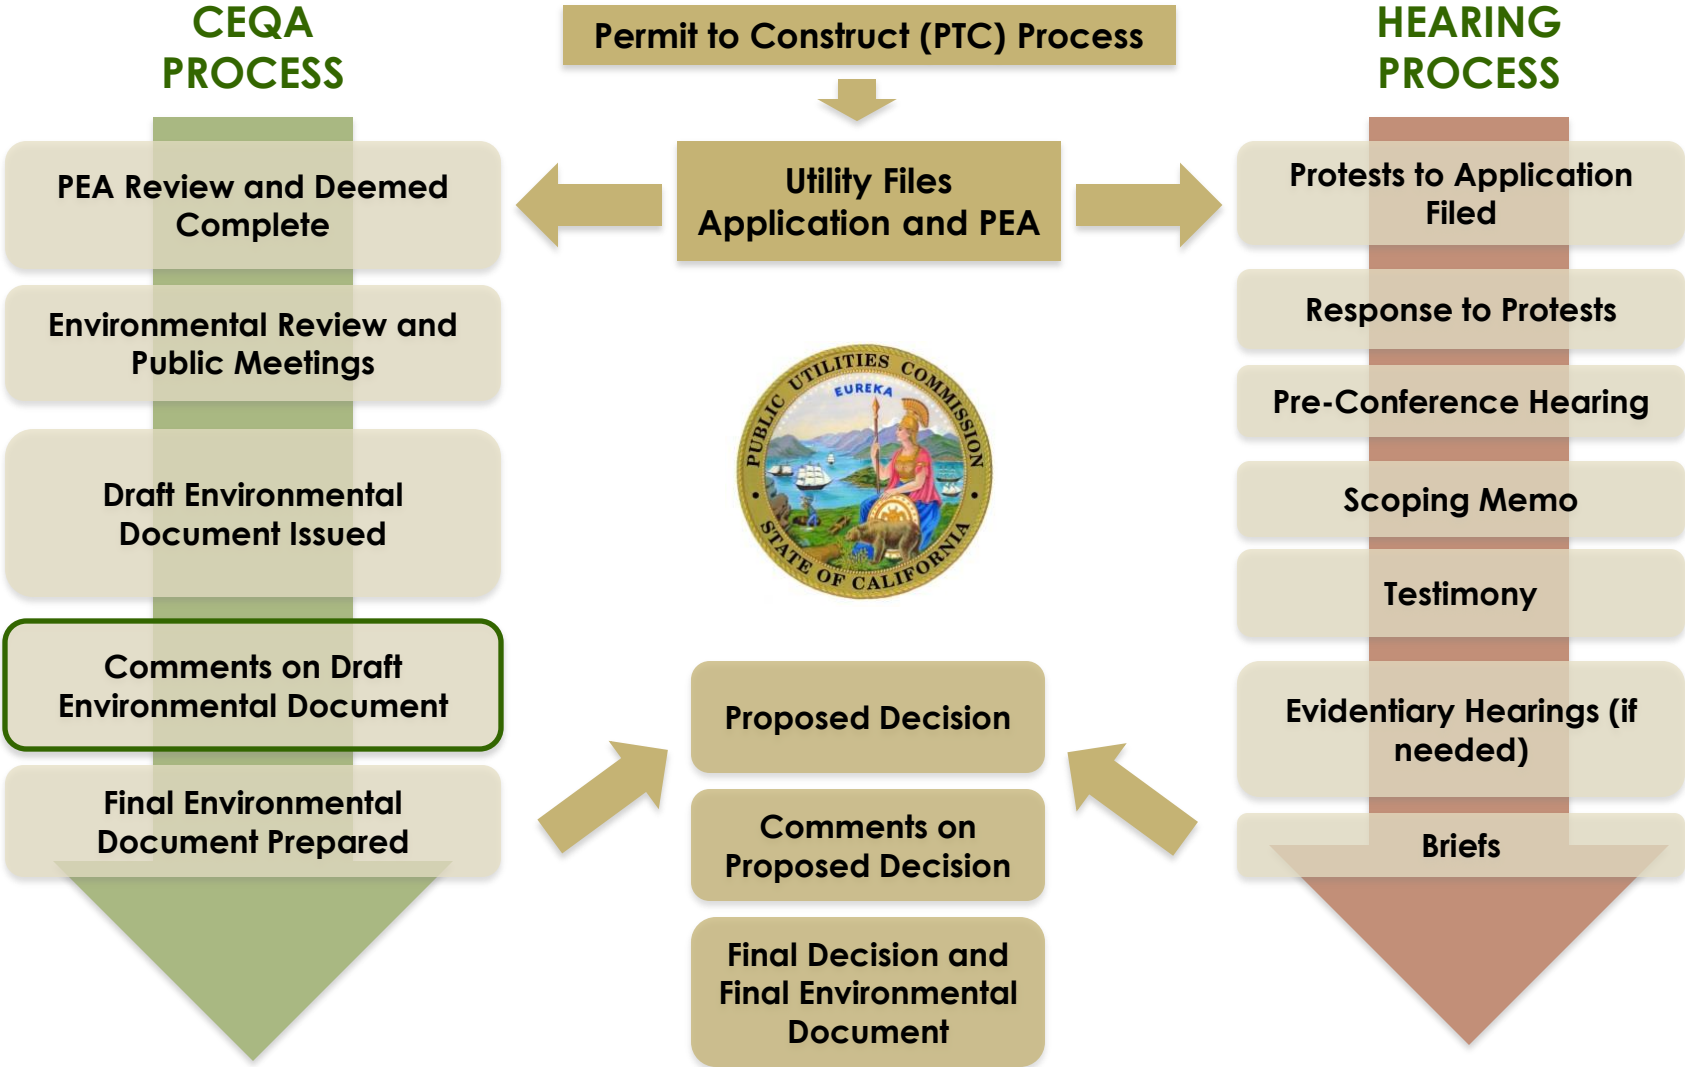 CEQA
PROCESS
PEA Review and Deemed
Complete
Environmental Review and
Public Meetings
Draft Environmental
Document Issued
Comments on Draft
Environmental Document
Final Environmental
Document Prepared
Permit to Construct (PTC) Process
Utility Files
Application and PEA
PUBLIC UTILITIES COMMISSION
EUREKA
STATE OF CALIFORNIA
Proposed Decision
Comments on
Proposed Decision
Final Decision and
Final Environmental
Document
HEARING
PROCESS
Protests to Application
Filed
Response to Protests
Pre-Conference Hearing
Scoping Memo
Testimony
Evidentiary Hearings (if
needed)
Briefs